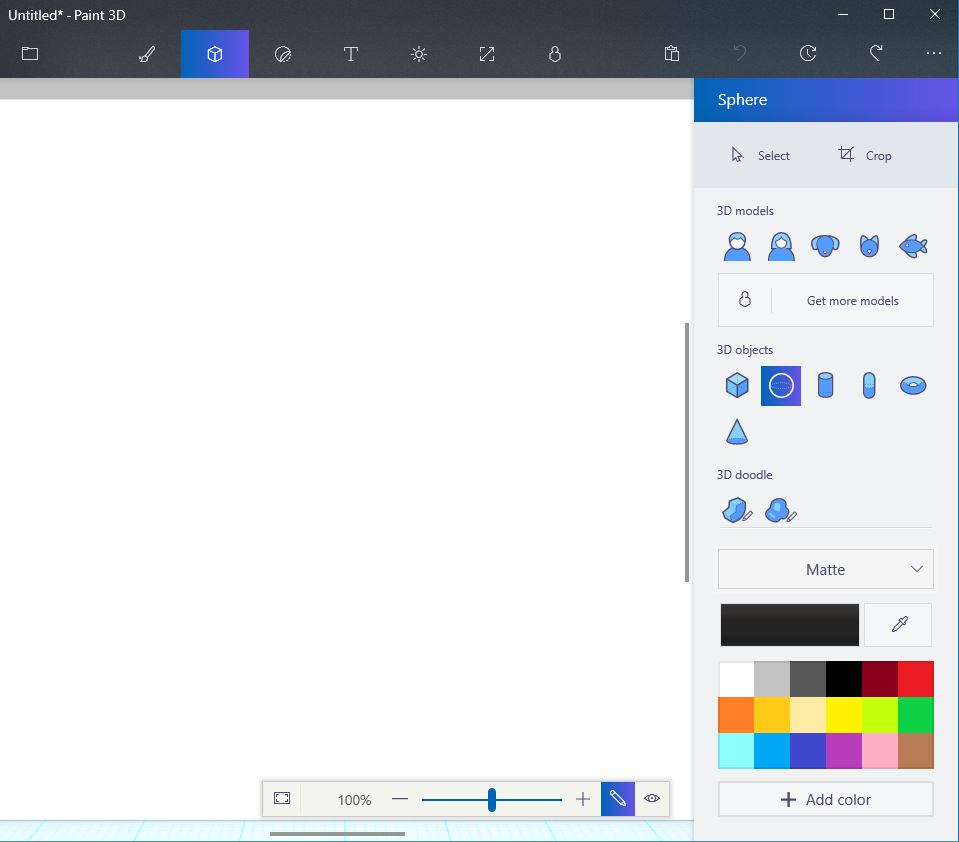 Untitled* - Paint 3D
Sphere
Select
Crop
3D models
Get more models
3D objects
3D doodle
Matte
100%
Add color